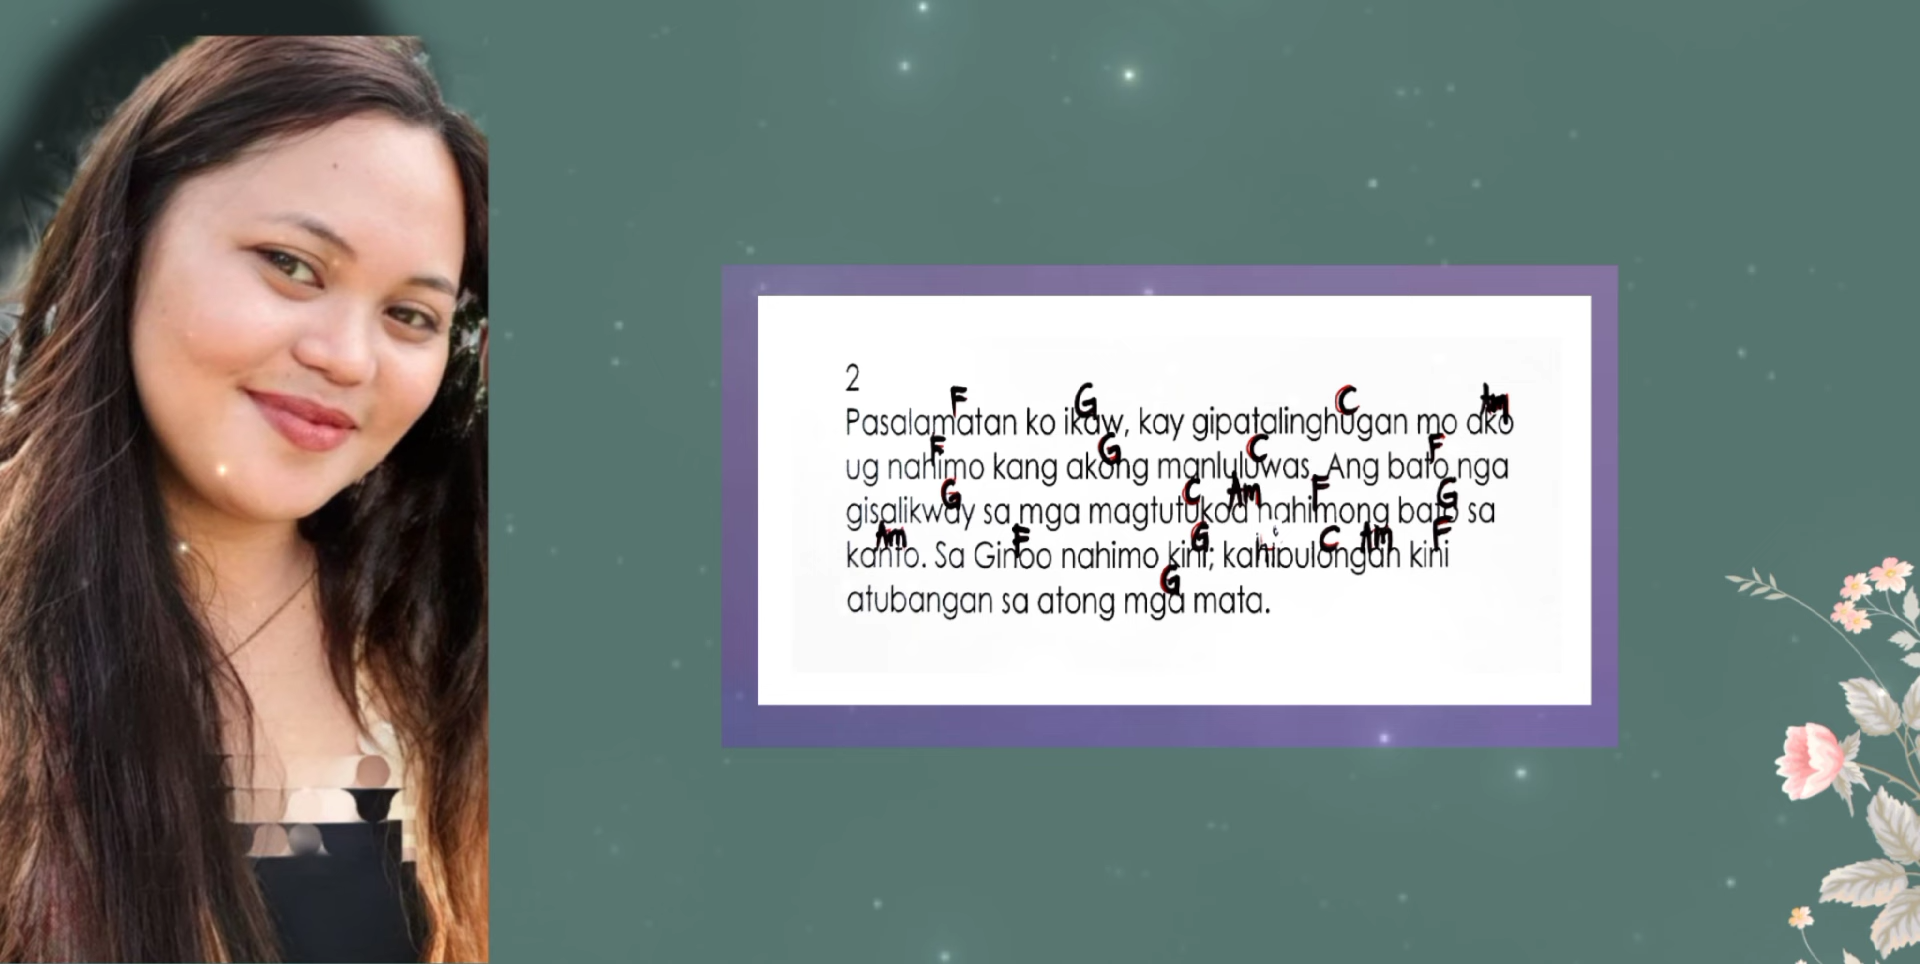 2
F G C Am
Pasalamatan ko ikaw, kay gipatalinghugan mo ako
F G C F
ug nahimo kang akong manluluwas. Ang bato nga
G C Am F G
gisalikway sa mga magtutukod nahimong bato sa
Am F G C Am F
kanto. Sa Ginoo nahimo kini; kahibulongan kini
G
atubangan sa atong mga mata.